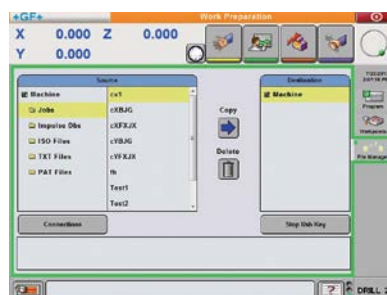 +GF+
Work Preparation
X 0.000 Z 0.000
Y 0.000
Source
Destination
Machine
cx1
Machine
Jobs
cXBJG
Copy
Impulse Dbs
cXFXJX
ISO Files
cYBJG
TXT Files
cYFXJX
Delete
PAT Files
th
Test1
Test2
Connections
Stop Usb Key
Program
Workpiece
File Manager
?
DRILL 2